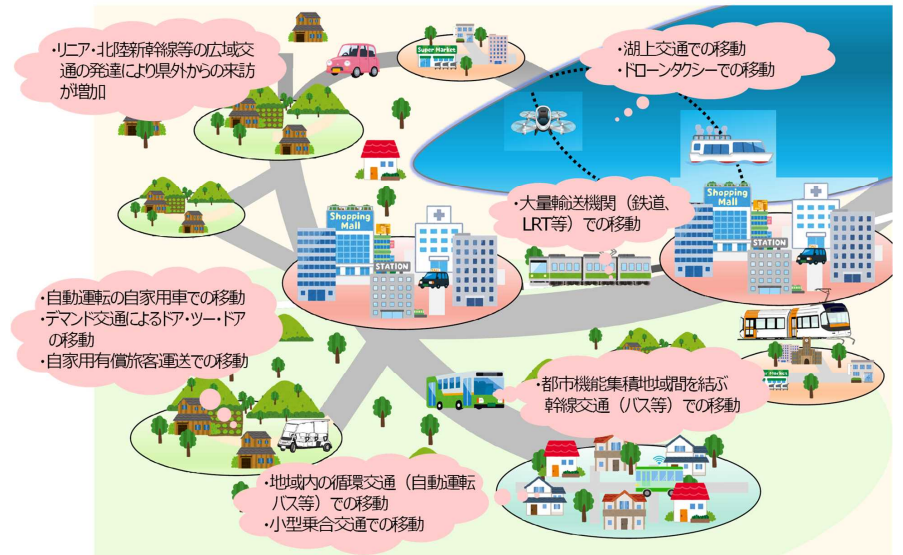 ・リニア・北陸新幹線等の広域交
通の発達により県外からの来訪
が増加
Super Market
・湖上交通での移動
・ドローンタクシーでの移動
・大量輸送機関（鉄道、
LRT等）での移動
Shopping
Mall
STATION
Shopping
Mall
STATION
・自動運転の自家用車での移動
・デマンド交通によるドア・ツー・ドア
の移動
・自家用有償旅客運送での移動
・都市機能集積地域間を結ぶ
幹線交通（バス等）での移動
・地域内の循環交通（自動運転
バス等）での移動
・小型乗合交通での移動